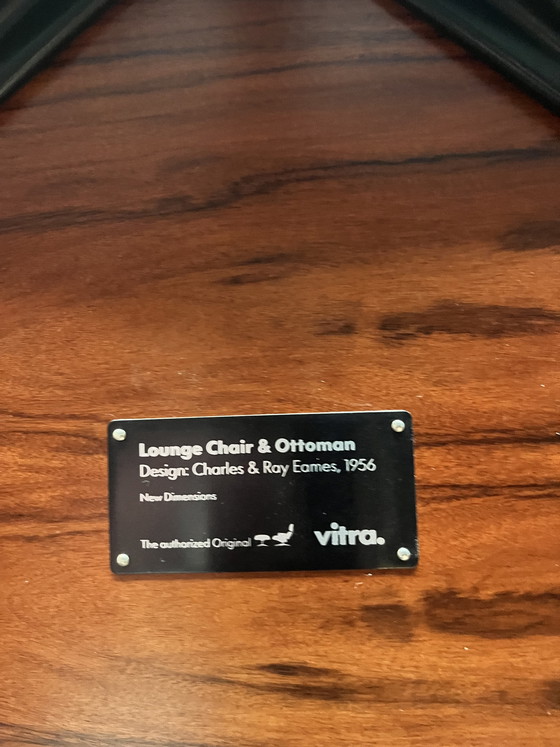 Lounge Chair & Ottoman
Design: Charles & Ray Eames, 1956
New Dimensions
The authorized Original vitra.